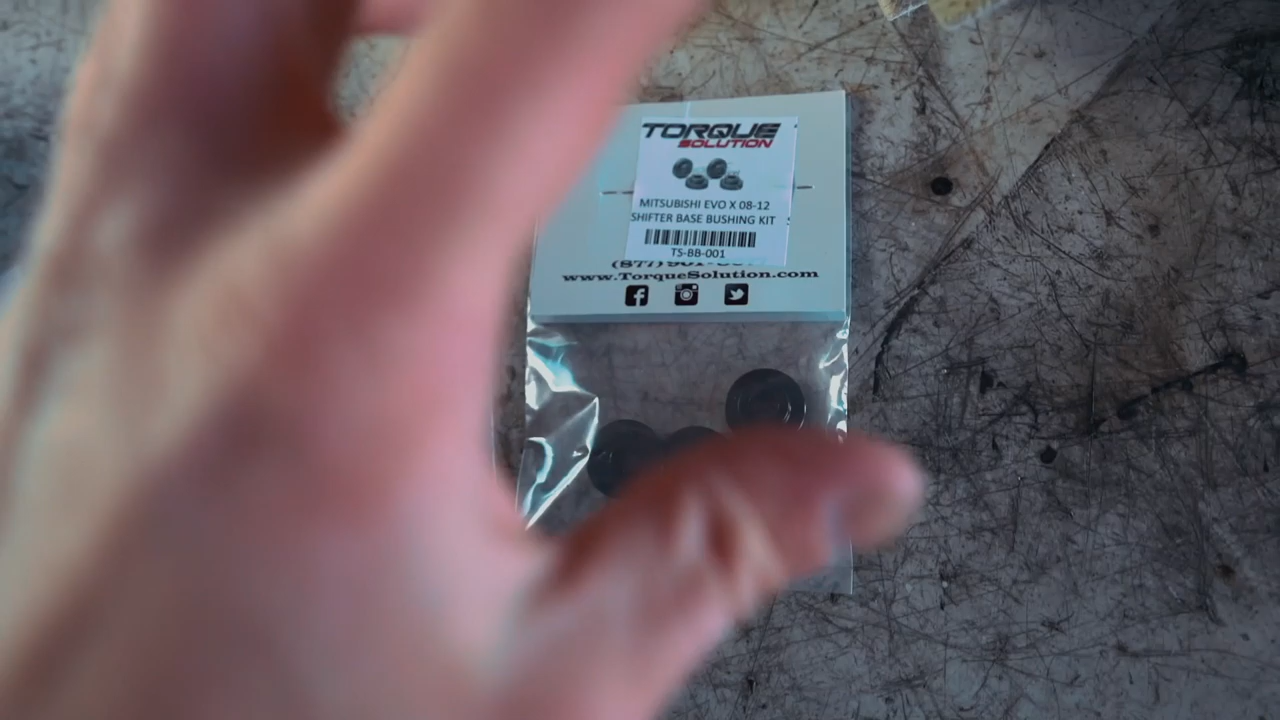 TORQUE
SOLUTION
MITSUBISHI EVO X 08-12
SHIFTER BASE BUSHING KIT
TS-BB-001
www.TorqueSolution.com